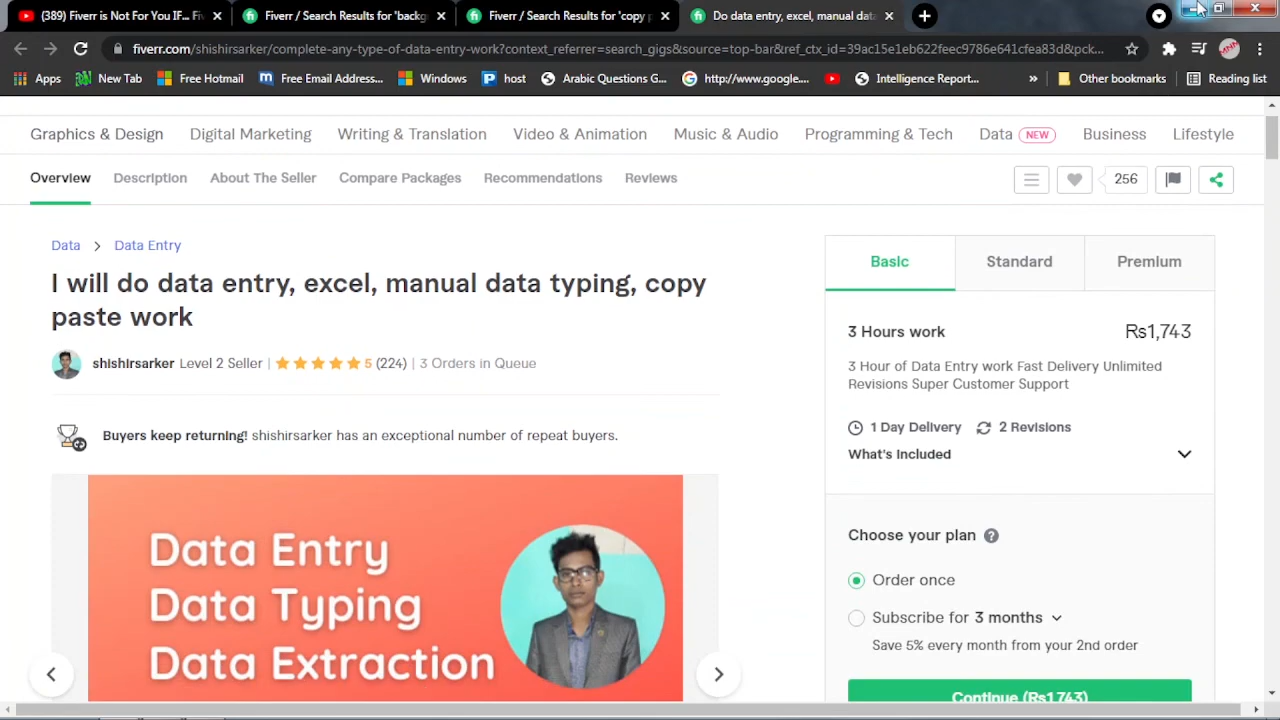 (389) Fiverr is Not For You IF... Fi
Fiverr / Search Results for 'backg
Fiverr / Search Results for 'copy p
Do data entry, excel, manual data
fiverr.com/shishirsarker/complete-any-type-of-data-entry-work?context_referrer=search_gigs&source=top-bar&ref_ctx_id=39ac15e1eb622feec9786e641cfea83d&pck...
Apps
New Tab
Free Hotmail
Free Email Address...
Windows
host
Arabic Questions G...
http://www.google....
Intelligence Report...
»
Other bookmarks
Reading list
Graphics & Design
Digital Marketing
Writing & Translation
Video & Animation
Music & Audio
Programming & Tech
Data NEW
Business
Lifestyle
Overview
Description
About The Seller
Compare Packages
Recommendations
Reviews
256
Data > Data Entry
I will do data entry, excel, manual data typing, copy
paste work
shishirsarker Level 2 Seller | 5 (224) | 3 Orders in Queue
Buyers keep returning! shishirsarker has an exceptional number of repeat buyers.
Data Entry
Data Typing
Data Extraction
Basic
Standard
Premium
3 Hours work
Rs1,743
3 Hour of Data Entry work Fast Delivery Unlimited
Revisions Super Customer Support
1 Day Delivery
2 Revisions
What's Included
Choose your plan ?
Order once
Subscribe for 3 months
Save 5% every month from your 2nd order
Continue (Rs1,743)